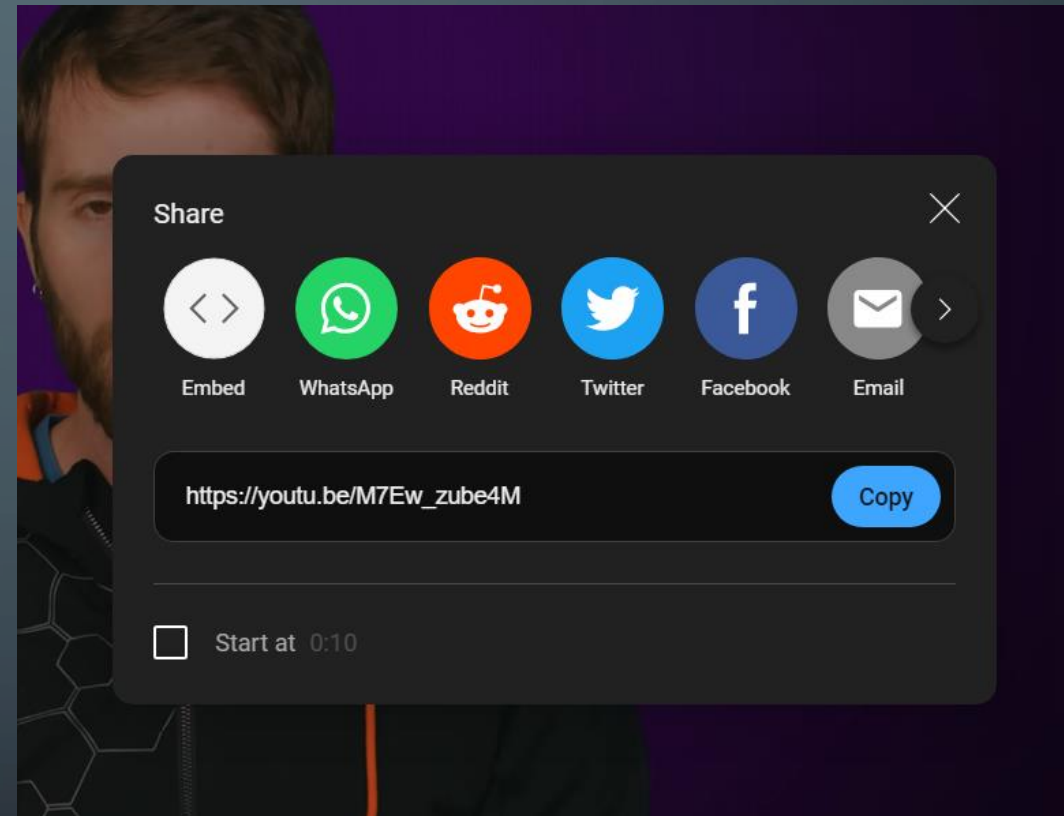 Share
Embed WhatsApp Reddit Twitter Facebook Email
https://youtu.be/M7Ew_zube4M Copy
Start at 0:10